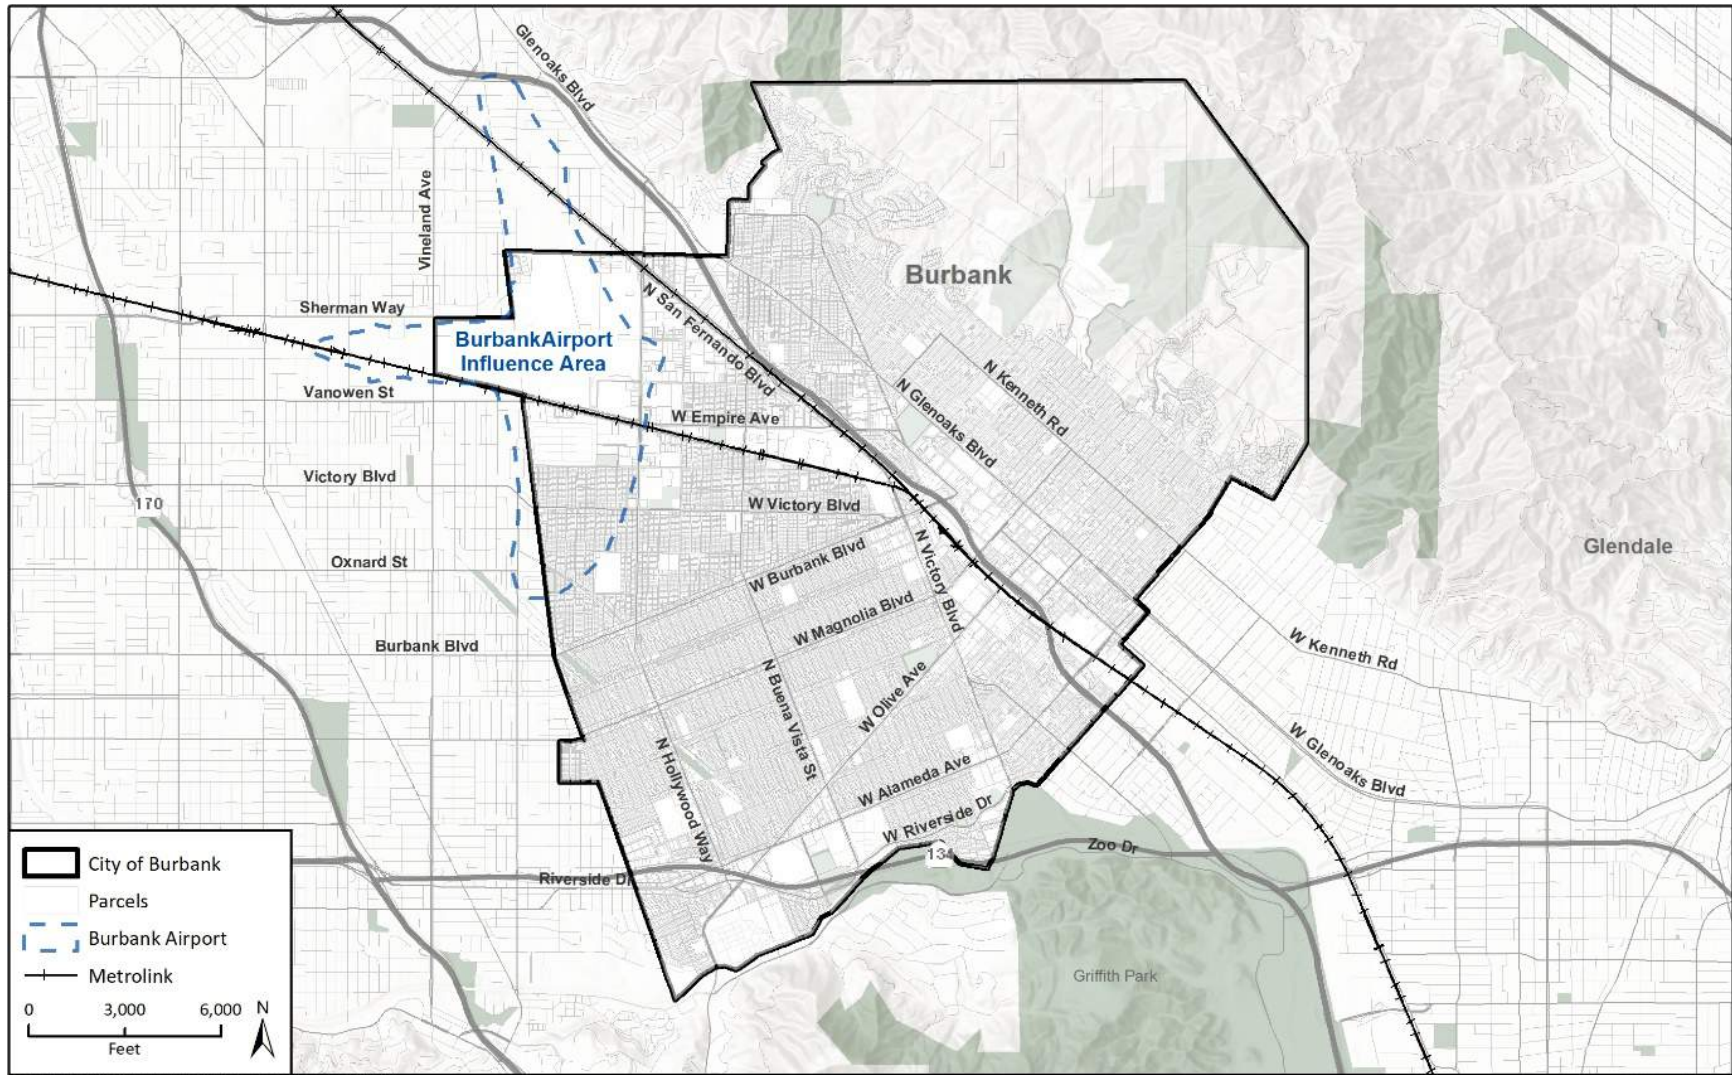 Glenoaks Blvd
Vineland Ave
Burbank
Sherman Way
N San Fernando Blvd
BurbankAirport
Influence Area
N Kenneth Rd
Vanowen St
N Glenoaks Blvd
W Empire Ave
Victory Blvd
170
W Victory Blvd
Glendale
Oxnard St
W Burbank Blvd
N Victory Blvd
W Magnolia Blvd
Burbank Blvd
W Kenneth Rd
N Buena Vista St
W Olive Ave
N Hollywood Way
W Glenoaks Blvd
W Alameda Ave
W Riverside Dr
Zoo Dr
134
Riverside Dr
Griffith Park
City of Burbank
Parcels
Burbank Airport
Metrolink
0 3,000 6,000
Feet
N